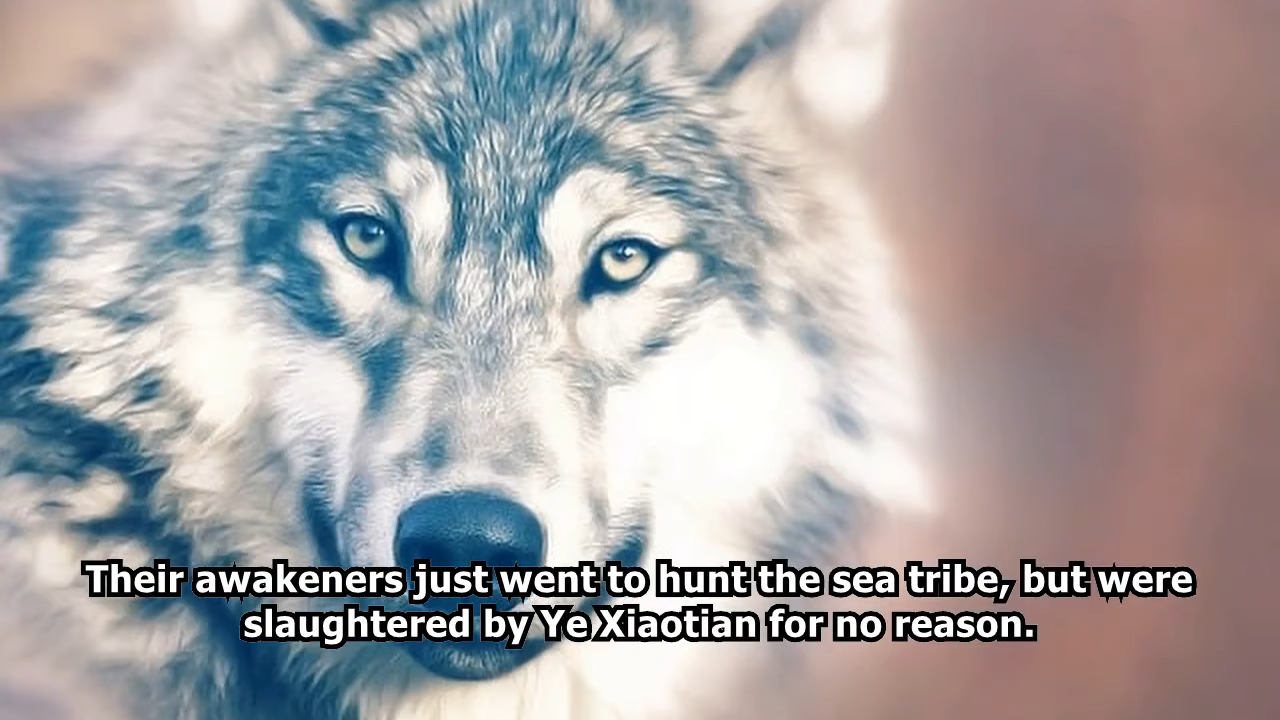 Their awakeners just went to hunt the sea tribe, but were
slaughtered by Ye Xiaotian for no reason.